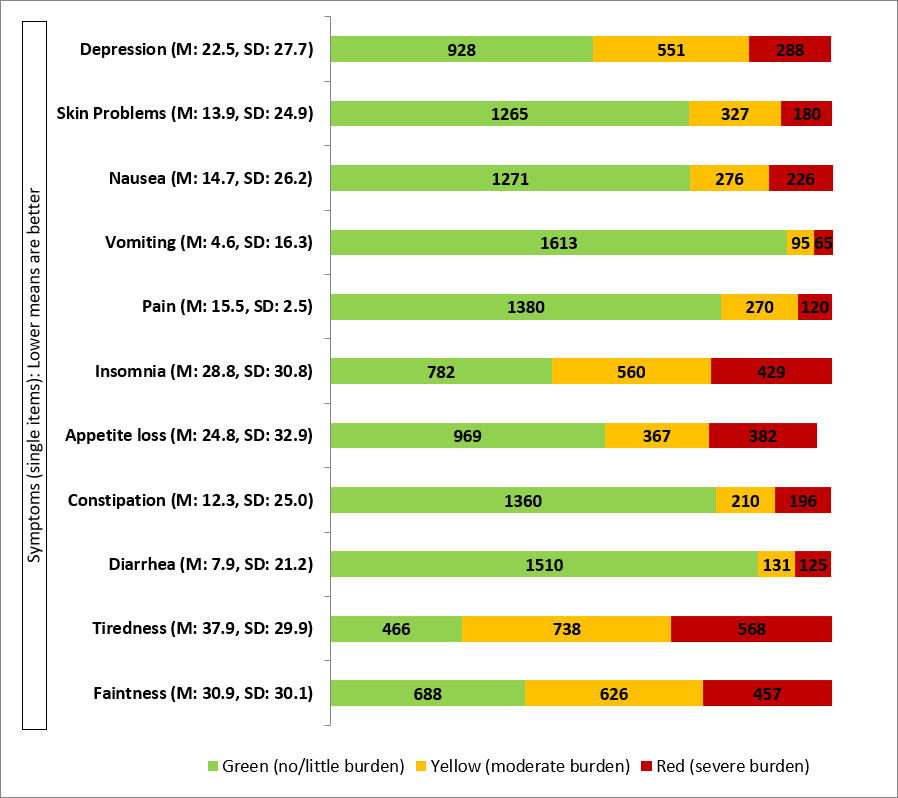 Symptoms (single items): Lower means are better
Depression (M: 22.5, SD: 27.7) 928 551 288
Skin Problems (M: 13.9, SD: 24.9) 1265 327 180
Nausea (M: 14.7, SD: 26.2) 1271 276 226
Vomiting (M: 4.6, SD: 16.3) 1613 95 65
Pain (M: 15.5, SD: 2.5) 1380 270 120
Insomnia (M: 28.8, SD: 30.8) 782 560 429
Appetite loss (M: 24.8, SD: 32.9) 969 367 382
Constipation (M: 12.3, SD: 25.0) 1360 210 196
Diarrhea (M: 7.9, SD: 21.2) 1510 131 125
Tiredness (M: 37.9, SD: 29.9) 466 738 568
Faintness (M: 30.9, SD: 30.1) 688 626 457
Green (no/little burden) Yellow (moderate burden) Red (severe burden)